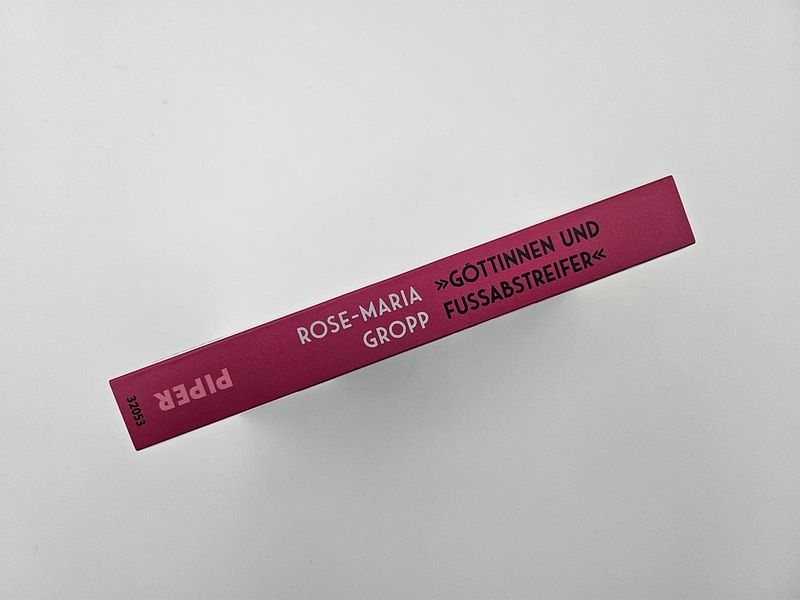 ROSE-MARIA
GROPP
»GÖTTINNEN UND
FUSSABSTREIFER«
PIPER
32053